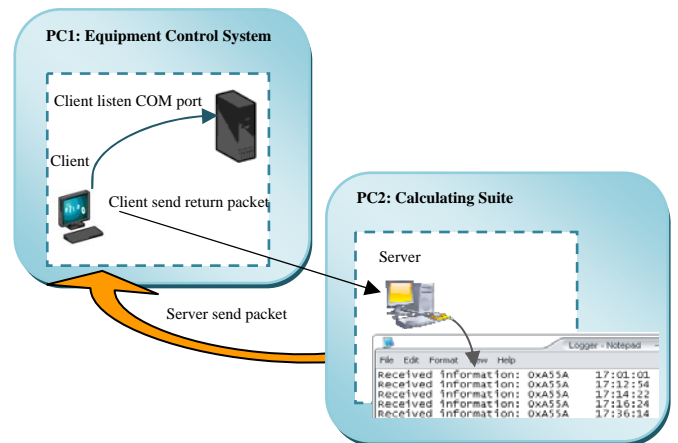 PC1: Equipment Control System
Client listen COM port
Client
Client send return packet
PC2: Calculating Suite
Server
Server send packet
Logger - Notepad
File Edit Format Help
Received information: 0xA55A 17:01:01
Received information: 0xA55A 17:12:54
Received information: 0xA55A 17:14:22
Received information: 0xA55A 17:16:24
Received information: 0xA55A 17:36:14